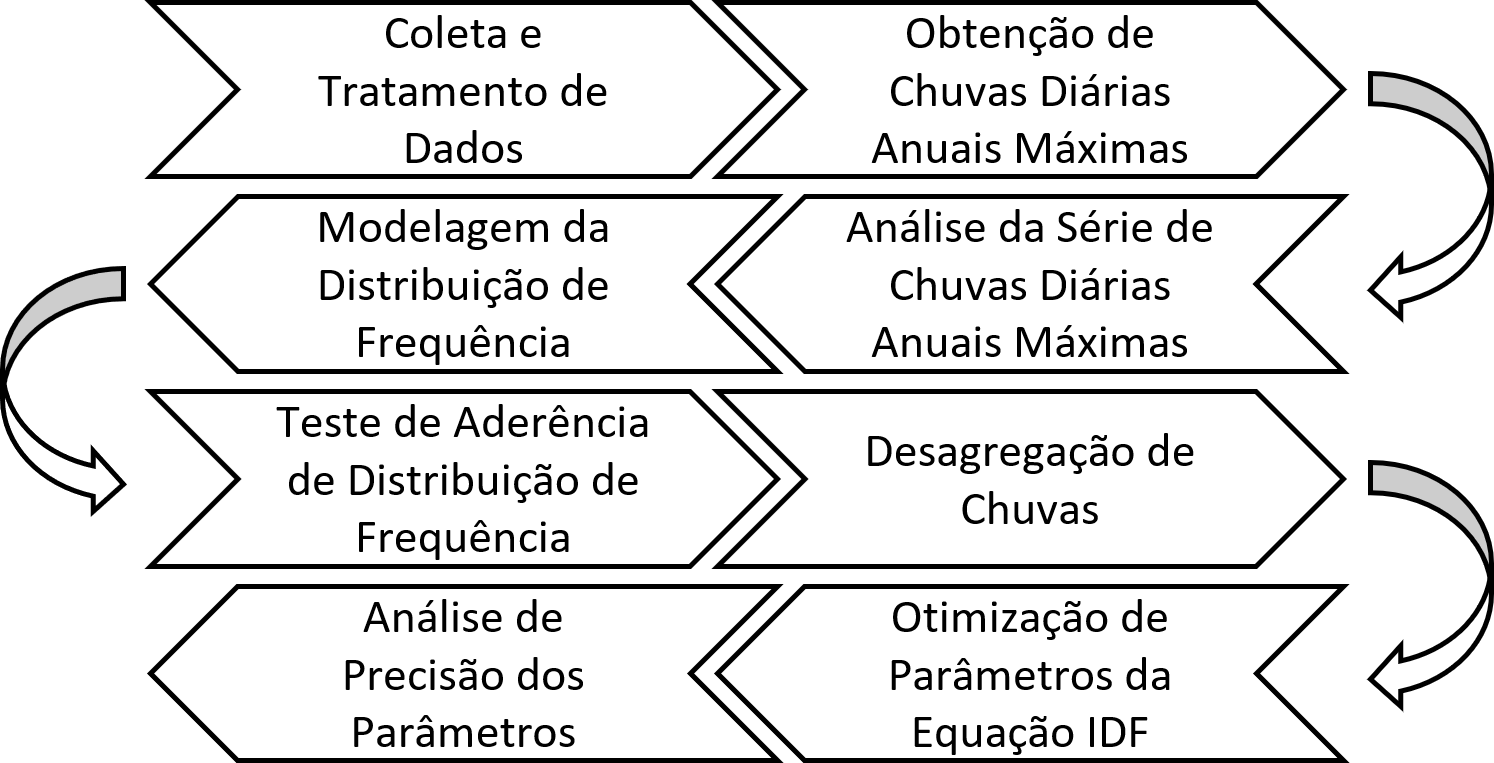 Coleta e
Tratamento de
Dados
Obtenção de
Chuvas Diárias
Anuais Máximas
Análise da Série de
Chuvas Diárias
Anuais Máximas
Modelagem da
Distribuição de
Frequência
Teste de Aderência
de Distribuição de
Frequência
Desagregação de
Chuvas
Otimização de
Parâmetros da
Equação IDF
Análise de
Precisão dos
Parâmetros